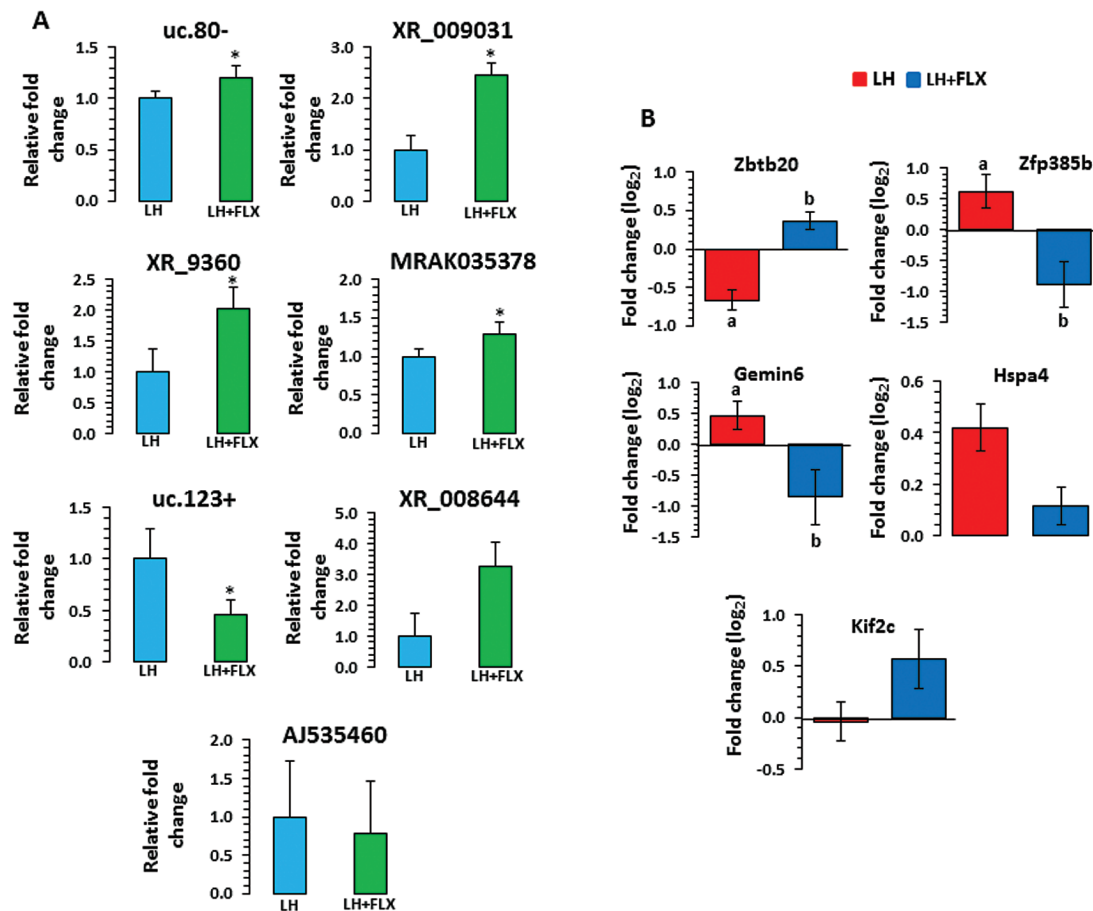 A
uc.80-
Relative fold
change
1.5
1.0
0.5
0.0
*
LH
LH+FLX
XR_009031
Relative fold
change
3.0
2.0
1.0
0.0
*
LH
LH+FLX
XR_9360
Relative fold
change
2.5
2.0
1.5
1.0
0.5
0.0
*
LH
LH+FLX
MRAK035378
Relative fold
change
2.0
1.5
1.0
0.5
0.0
*
LH
LH+FLX
uc.123+
Relative fold
change
1.5
1.0
0.5
0.0
*
LH
LH+FLX
XR_008644
Relative fold
change
5.0
4.0
3.0
2.0
1.0
0.0
LH
LH+FLX
AJ535460
Relative fold
change
2.0
1.5
1.0
0.5
0.0
LH
LH+FLX
LH LH+FLX
B
Zbtb20
Fold change (log2)
1.0
0.5
0.0
-0.5
-1.0
a
b
Zfp385b
Fold change (log2)
1.0
0.5
0.0
-0.5
-1.0
-1.5
a
b
Gemin6
Fold change (log2)
1.0
0.5
0.0
-0.5
-1.0
-1.5
a
b
Hspa4
Fold change (log2)
0.6
0.4
0.2
0.0
Kif2c
Fold change (log2)
1.0
0.5
0.0
-0.5